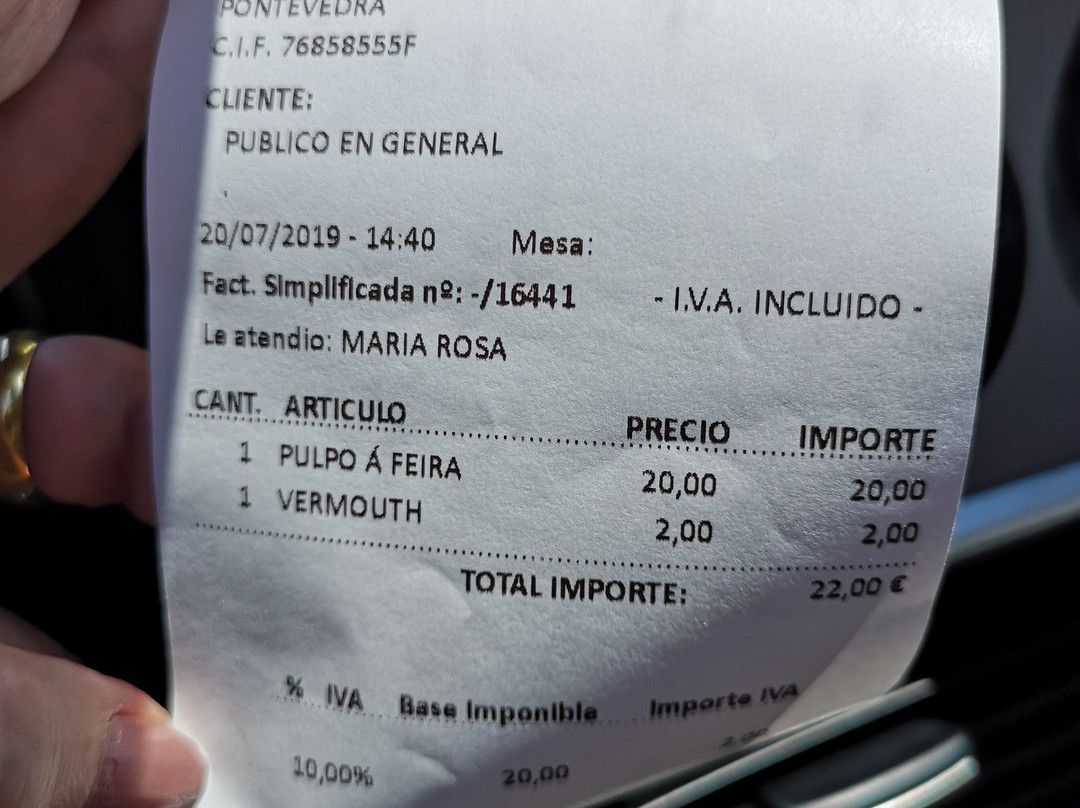 PONTEVEDRA
C.I.F. 76858555F
CLIENTE:
PUBLICO EN GENERAL
,
20/07/2019 - 14:40 Mesa:
Fact. Simplificada nº: -/16441 - I.V.A. INCLUIDO -
Le atendio: MARIA ROSA
CANT. ARTICULO PRECIO IMPORTE
1 PULPO Á FEIRA 20,00 20,00
1 VERMOUTH 2,00 2,00
TOTAL IMPORTE: 22,00 €
% IVA Base Imponible Importe IVA
10,00% 20,00 2,00